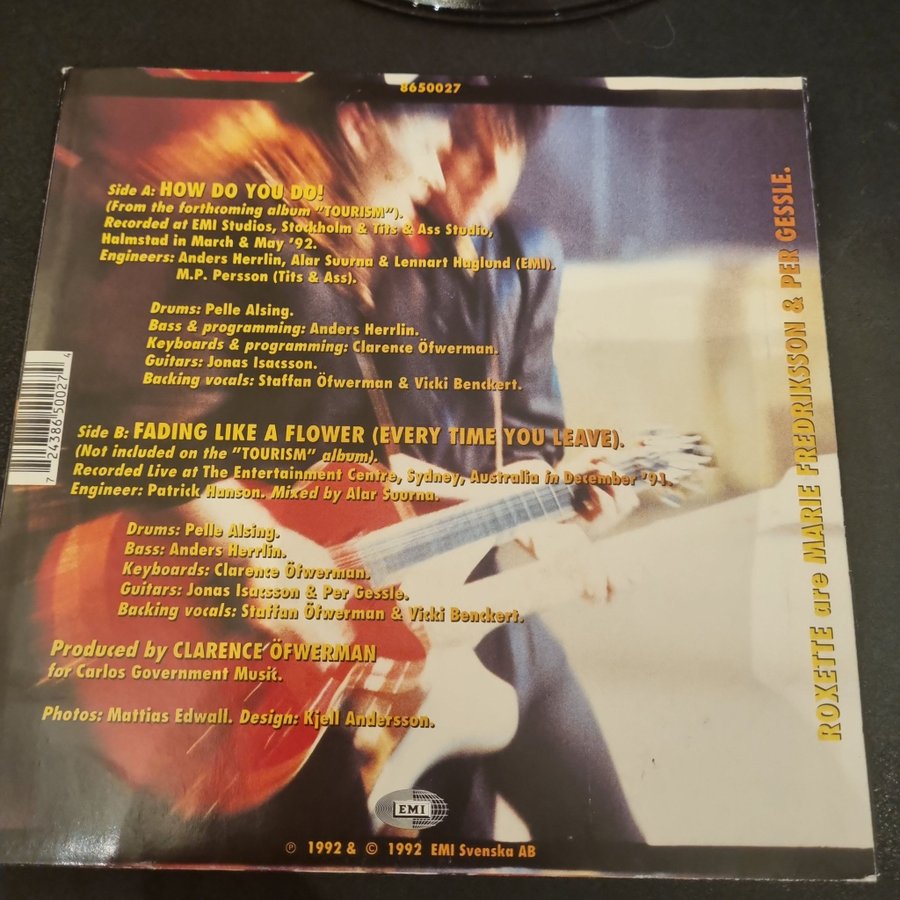 8650027
Side A: HOW DO YOU DO!
(From the forthcoming album "TOURISM").
Recorded at EMI Studios, Stockholm & Tits & Ass Studio,
Halmstad in March & May '92.
Engineers: Anders Herrlin, Alar Suurna & Lennart Haglund (EMI).
M.P. Persson (Tits & Ass).
Drums: Pelle Alsing.
Bass & programming: Anders Herrlin.
Keyboards & programming: Clarence Öfwerman.
Guitars: Jonas Isacsson.
Backing vocals: Staffan Öfwerman & Vicki Benckert.
7 24386 50027 4
Side B: FADING LIKE A FLOWER (EVERY TIME YOU LEAVE).
(Not included on the "TOURISM" album).
Recorded Live at The Entertainment Centre, Sydney, Australia in December '91.
Engineer: Patrick Hanson. Mixed by Alar Suurna.
Drums: Pelle Alsing.
Bass: Anders Herrlin.
Keyboards: Clarence Öfwerman.
Guitars: Jonas Isacsson & Per Gessle.
Backing vocals: Staffan Öfwerman & Vicki Benckert.
Produced by CLARENCE ÖFWERMAN
for Carlos Government Music.
Photos: Mattias Edwall. Design: Kjell Andersson.
EMI
℗ 1992 & © 1992 EMI Svenska AB
ROXETTE are MARIE FREDRIKSSON & PER GESSLE.